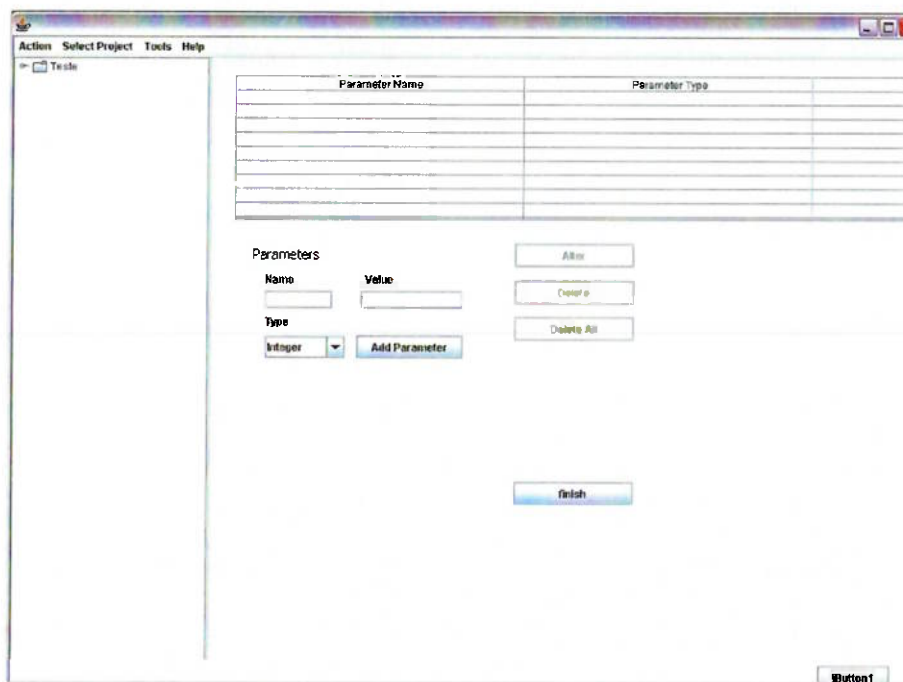 Action Select Project Tools Help
Teste
Parameter Name Parameter Type
Parameters
Name Value
Type
Integer Add Parameter
Alter
Delete
Delete All
finish
jButton1